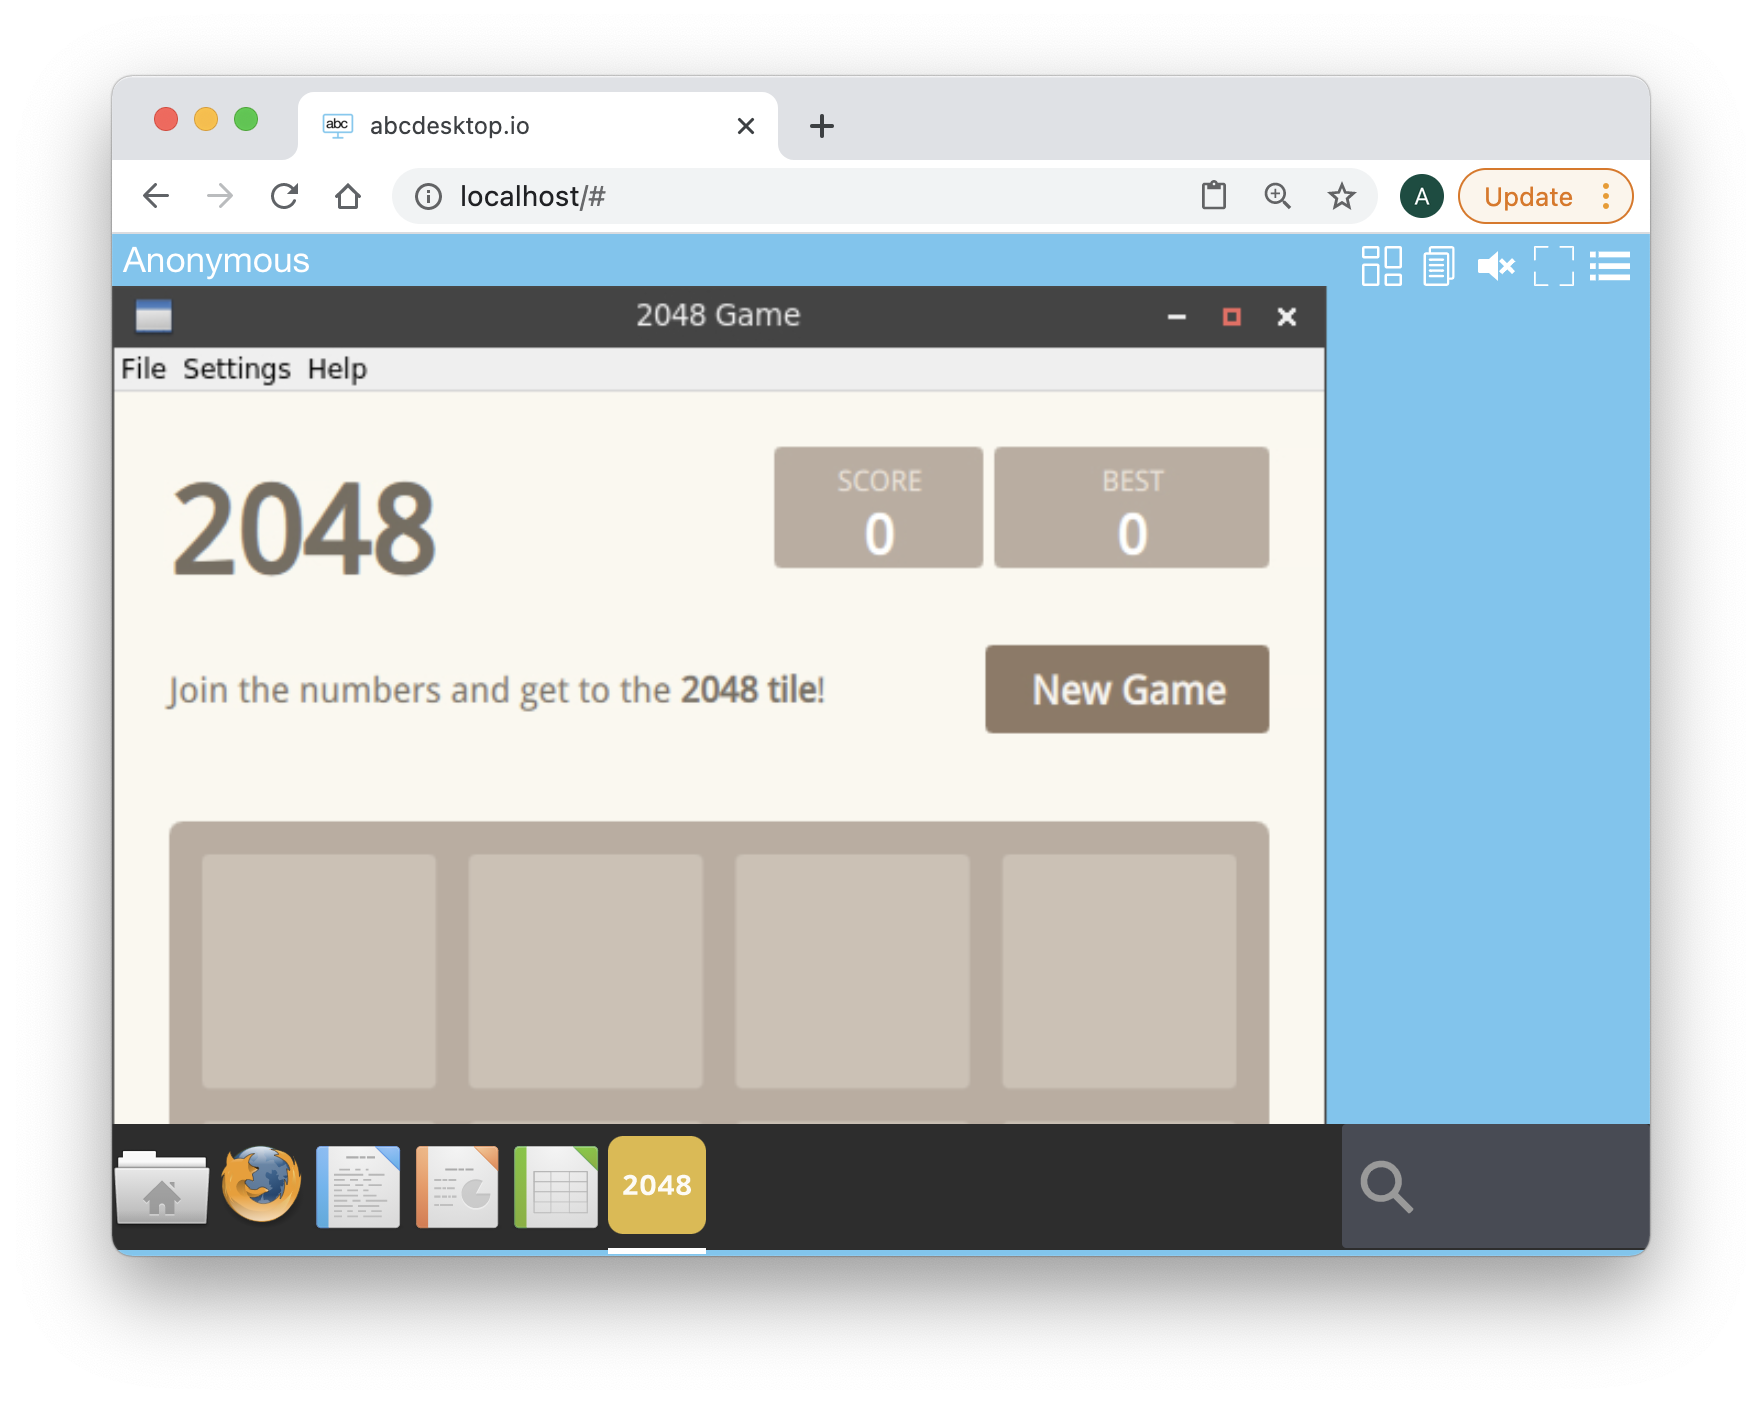 abc abcdesktop.io
localhost/#
A
Update
Anonymous
2048 Game
File Settings Help
2048
SCORE
0
BEST
0
Join the numbers and get to the 2048 tile!
New Game
2048